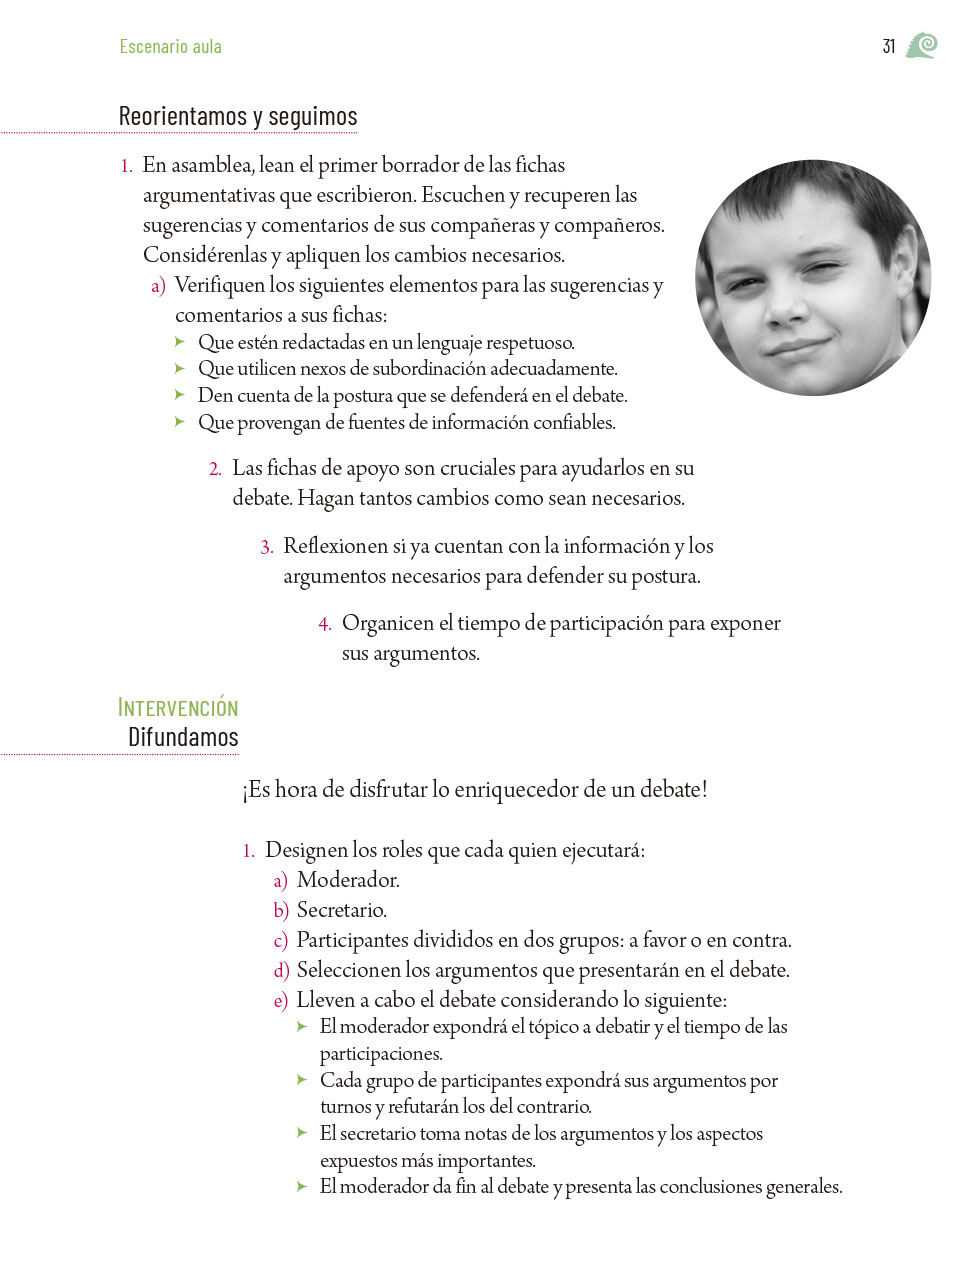 Escenario aula
31
Reorientamos y seguimos
1. En asamblea, lean el primer borrador de las fichas
argumentativas que escribieron. Escuchen y recuperen las
sugerencias y comentarios de sus compañeras y compañeros.
Considérenlas y apliquen los cambios necesarios.
a) Verifiquen los siguientes elementos para las sugerencias y
comentarios a sus fichas:
➤ Que estén redactadas en un lenguaje respetuoso.
➤ Que utilicen nexos de subordinación adecuadamente.
➤ Den cuenta de la postura que se defenderá en el debate.
➤ Que provengan de fuentes de información confiables.
2. Las fichas de apoyo son cruciales para ayudarlos en su
debate. Hagan tantos cambios como sean necesarios.
3. Reflexionen si ya cuentan con la información y los
argumentos necesarios para defender su postura.
4. Organicen el tiempo de participación para exponer
sus argumentos.
INTERVENCIÓN
Difundamos
¡Es hora de disfrutar lo enriquecedor de un debate!
1. Designen los roles que cada quien ejecutará:
a) Moderador.
b) Secretario.
c) Participantes divididos en dos grupos: a favor o en contra.
d) Seleccionen los argumentos que presentarán en el debate.
e) Lleven a cabo el debate considerando lo siguiente:
➤ El moderador expondrá el tópico a debatir y el tiempo de las
participaciones.
➤ Cada grupo de participantes expondrá sus argumentos por
turnos y refutarán los del contrario.
➤ El secretario toma notas de los argumentos y los aspectos
expuestos más importantes.
➤ El moderador da fin al debate y presenta las conclusiones generales.